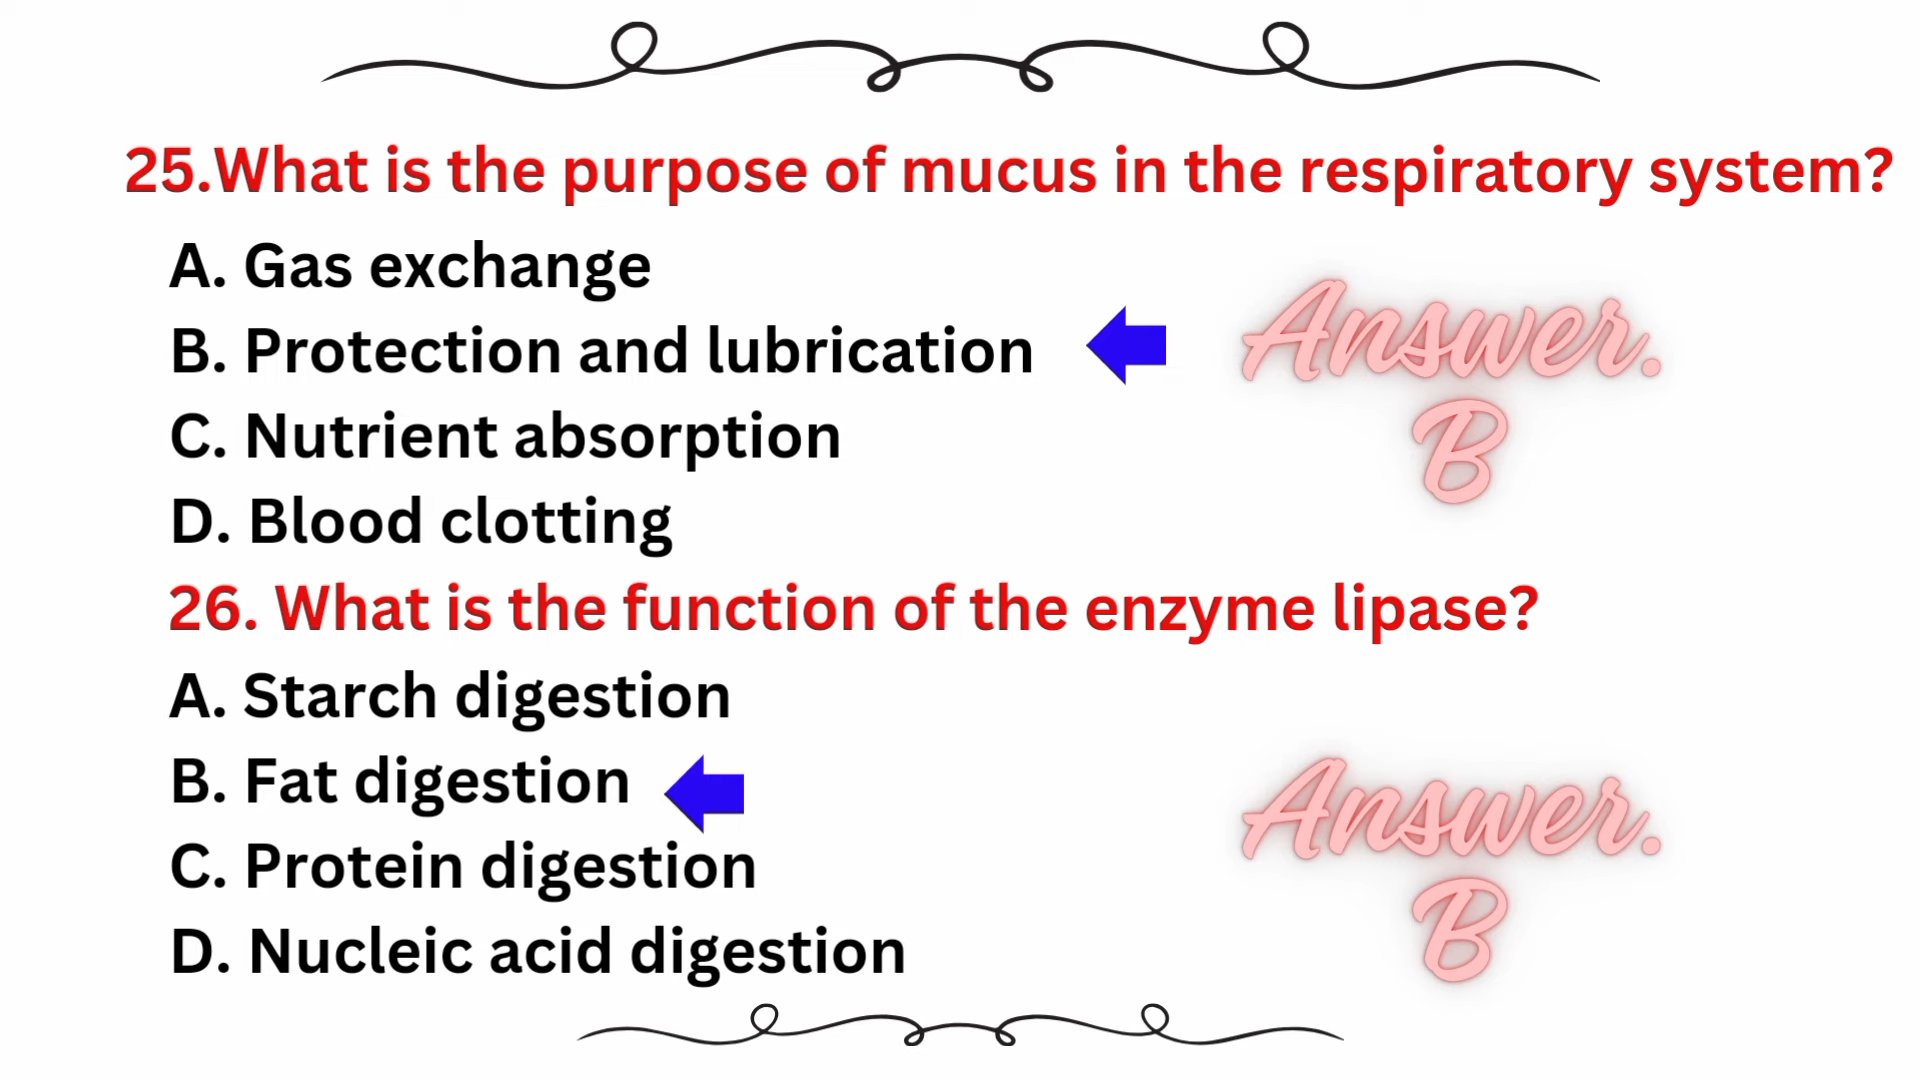 25.What is the purpose of mucus in the respiratory system?
A. Gas exchange
B. Protection and lubrication
C. Nutrient absorption
D. Blood clotting
Answer.
B
26. What is the function of the enzyme lipase?
A. Starch digestion
B. Fat digestion
C. Protein digestion
D. Nucleic acid digestion
Answer.
B